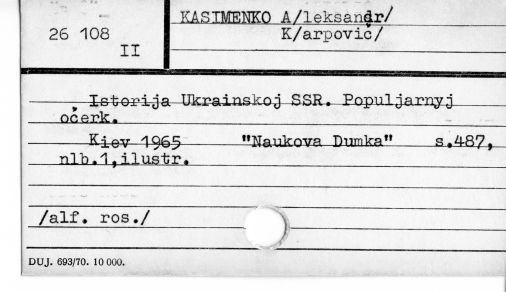 KASIMENKO A/leksandr/
26 108
K/arpovič/
II
Istorija Ukrainskoj SSR. Populjarnyj
očerk.
Kiev 1965 "Naukova Dumka" s.487,
nlb.1,ilustr.
/alf. ros./
DUJ. 693/70. 10 000.